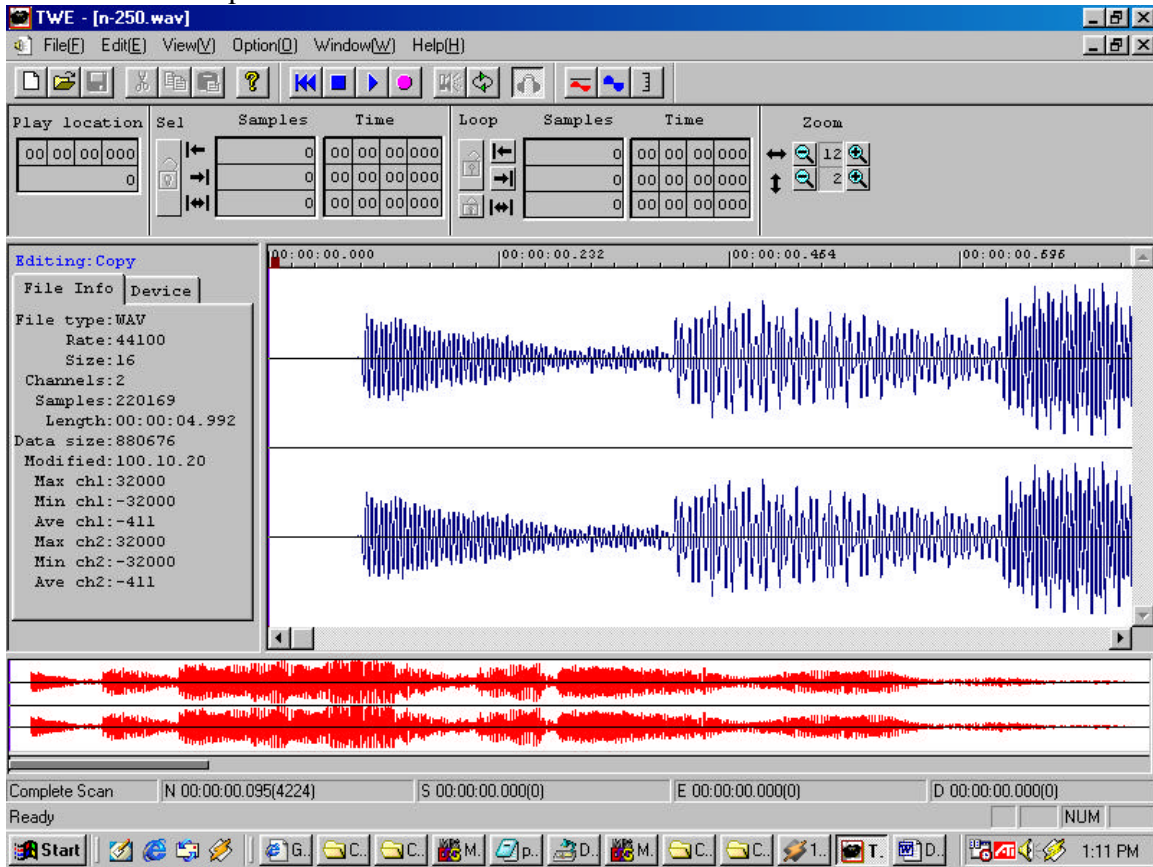 TWE - [n-250.wav]
File(F) Edit(E) View(V) Option(O) Window(W) Help(H)
Play location Sel Samples Time Loop Samples Time Zoom
00 00 00 000 0 00 00 00 000 0 00 00 00 000 12
0 0 00 00 00 000 0 00 00 00 000 2
0 00 00 00 000 0 00 00 00 000
Editing:Copy
00:00:00.000 00:00:00.232 00:00:00.464 00:00:00.696
File Info Device
File type:WAV
Rate:44100
Size:16
Channels:2
Samples:220169
Length:00:00:04.992
Data size:880676
Modified:100.10.20
Max ch1:32000
Min ch1:-32000
Ave ch1:-411
Max ch2:32000
Min ch2:-32000
Ave ch2:-411
Complete Scan N 00:00:00.095(4224) S 00:00:00.000(0) E 00:00:00.000(0) D 00:00:00.000(0)
Ready NUM
Start G.. C.. C.. M.. p.. D.. M.. C.. C.. 1.. T.. D.. ATI 1:11 PM